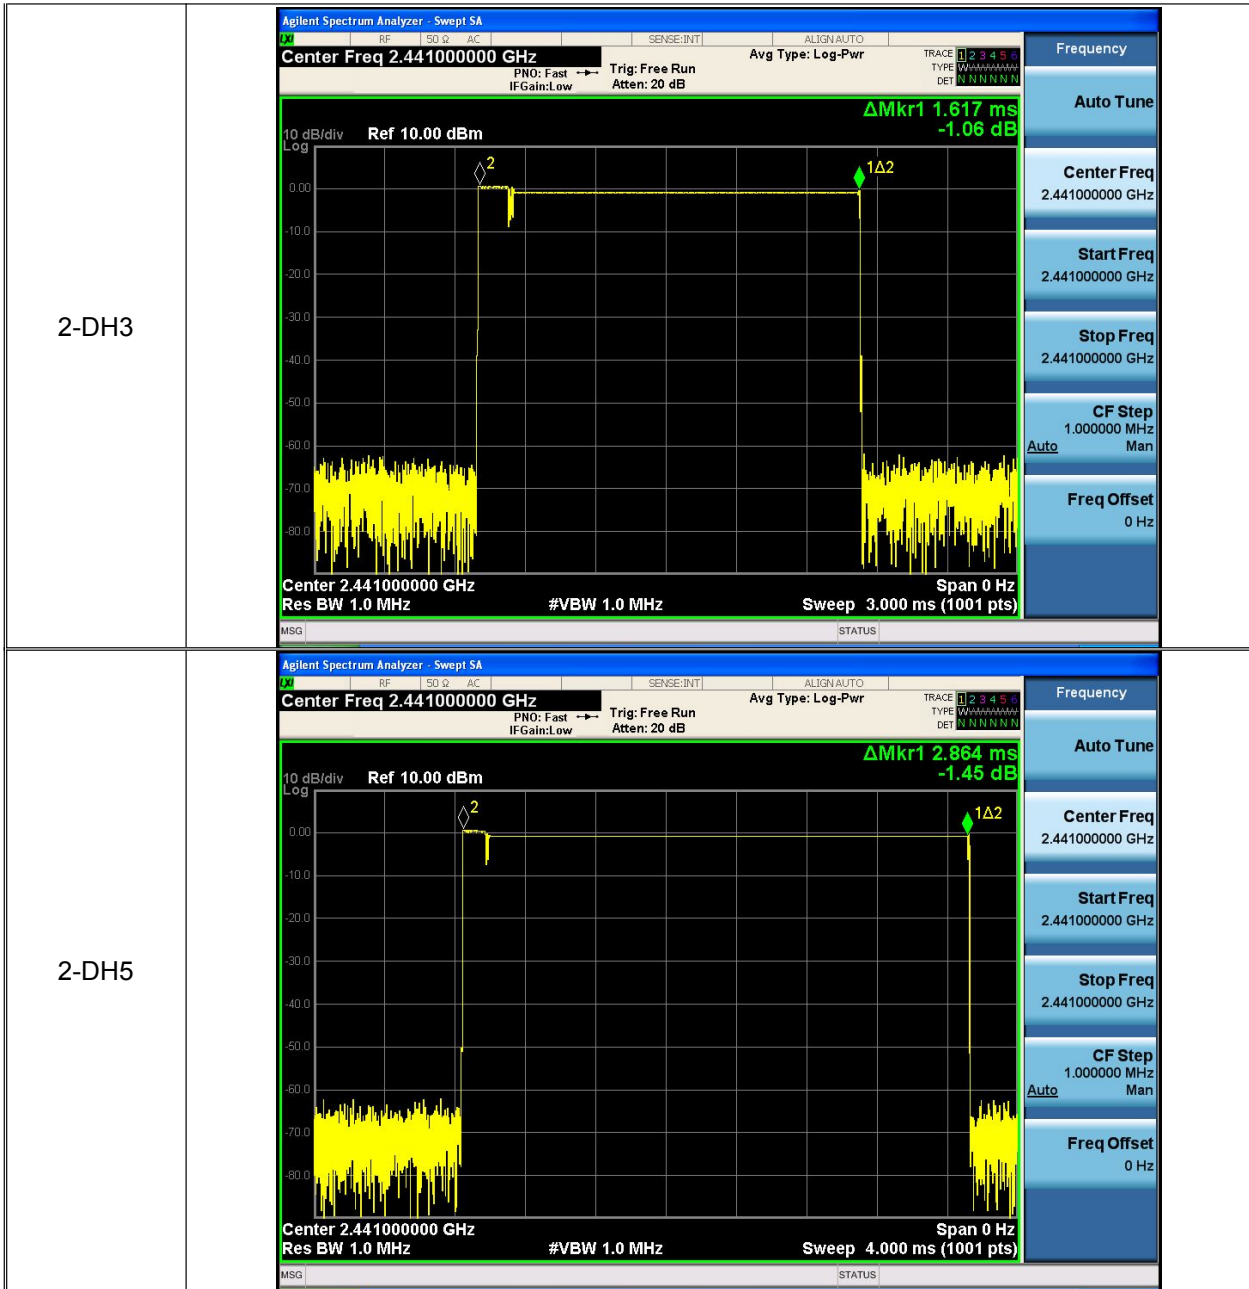 2-DH3
Agilent Spectrum Analyzer - Swept SA
LXI RF 50 Ω AC SENSE:INT ALIGN AUTO
Center Freq 2.441000000 GHz
PNO: Fast
IFGain:Low
Trig: Free Run
Atten: 20 dB
Avg Type: Log-Pwr
TRACE 1 2 3 4 5 6
TYPE
DET N N N N N N
ΔMkr1 1.617 ms
-1.06 dB
10 dB/div Ref 10.00 dBm
Log
2
1Δ2
0.00
-10.0
-20.0
-30.0
-40.0
-50.0
-60.0
-70.0
-80.0
Center 2.441000000 GHz Span 0 Hz
Res BW 1.0 MHz #VBW 1.0 MHz Sweep 3.000 ms (1001 pts)
MSG STATUS
Frequency
Auto Tune
Center Freq
2.441000000 GHz
Start Freq
2.441000000 GHz
Stop Freq
2.441000000 GHz
CF Step
1.000000 MHz
Auto Man
Freq Offset
0 Hz
2-DH5
Agilent Spectrum Analyzer - Swept SA
LXI RF 50 Ω AC SENSE:INT ALIGN AUTO
Center Freq 2.441000000 GHz
PNO: Fast
IFGain:Low
Trig: Free Run
Atten: 20 dB
Avg Type: Log-Pwr
TRACE 1 2 3 4 5 6
TYPE
DET N N N N N N
ΔMkr1 2.864 ms
-1.45 dB
10 dB/div Ref 10.00 dBm
Log
2
1Δ2
0.00
-10.0
-20.0
-30.0
-40.0
-50.0
-60.0
-70.0
-80.0
Center 2.441000000 GHz Span 0 Hz
Res BW 1.0 MHz #VBW 1.0 MHz Sweep 4.000 ms (1001 pts)
MSG STATUS
Frequency
Auto Tune
Center Freq
2.441000000 GHz
Start Freq
2.441000000 GHz
Stop Freq
2.441000000 GHz
CF Step
1.000000 MHz
Auto Man
Freq Offset
0 Hz